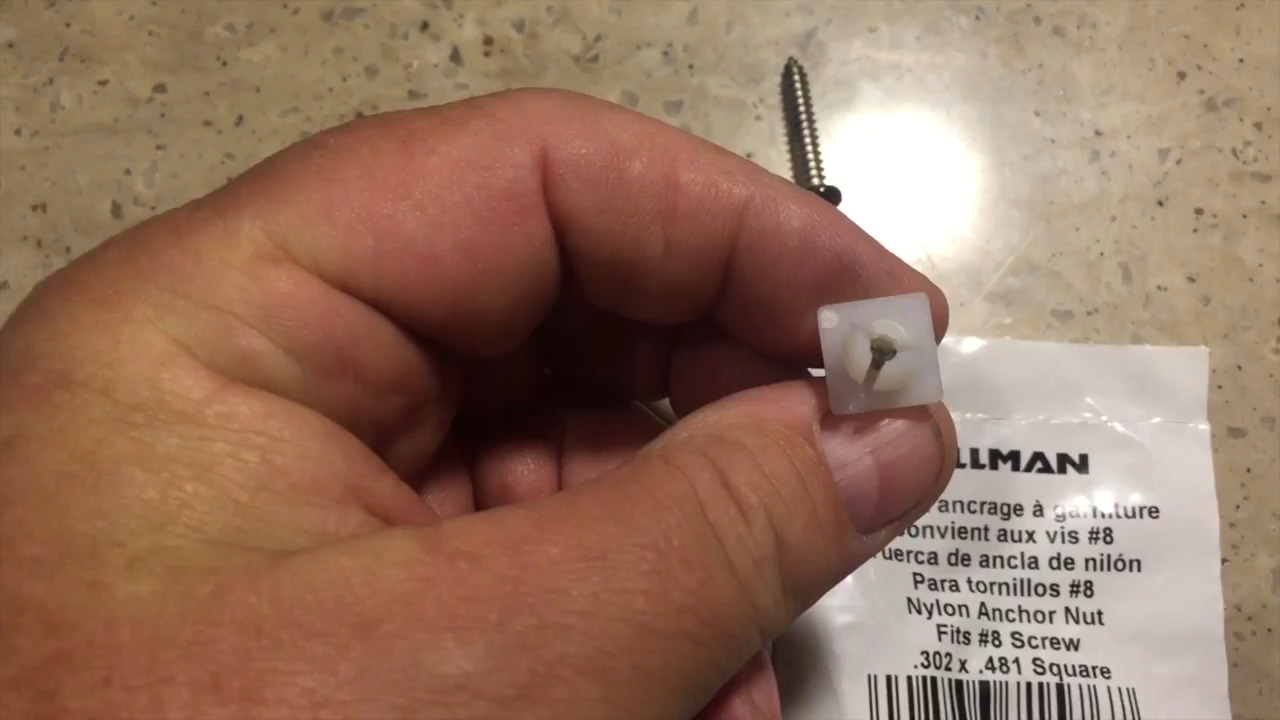 LLMAN
ancrage à garniture
convient aux vis #8
uerca de ancla de nilón
Para tornillos #8
Nylon Anchor Nut
Fits #8 Screw
.302 x .481 Square